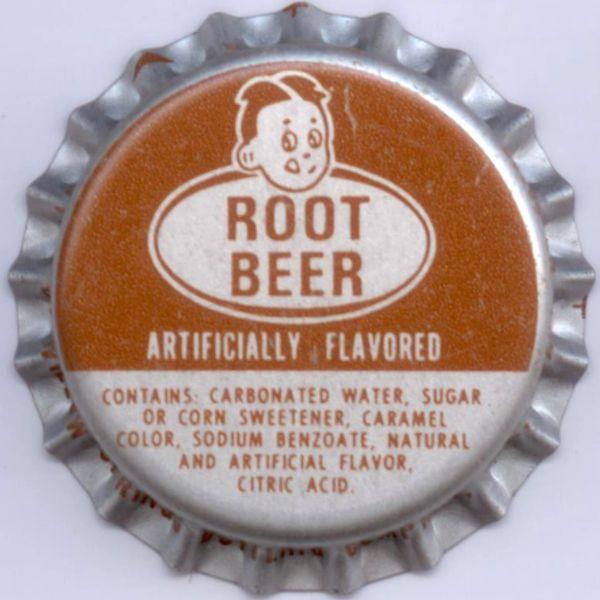 ROOT
BEER
ARTIFICIALLY FLAVORED
CONTAINS: CARBONATED WATER, SUGAR
OR CORN SWEETENER, CARAMEL
COLOR, SODIUM BENZOATE, NATURAL
AND ARTIFICIAL FLAVOR,
CITRIC ACID.